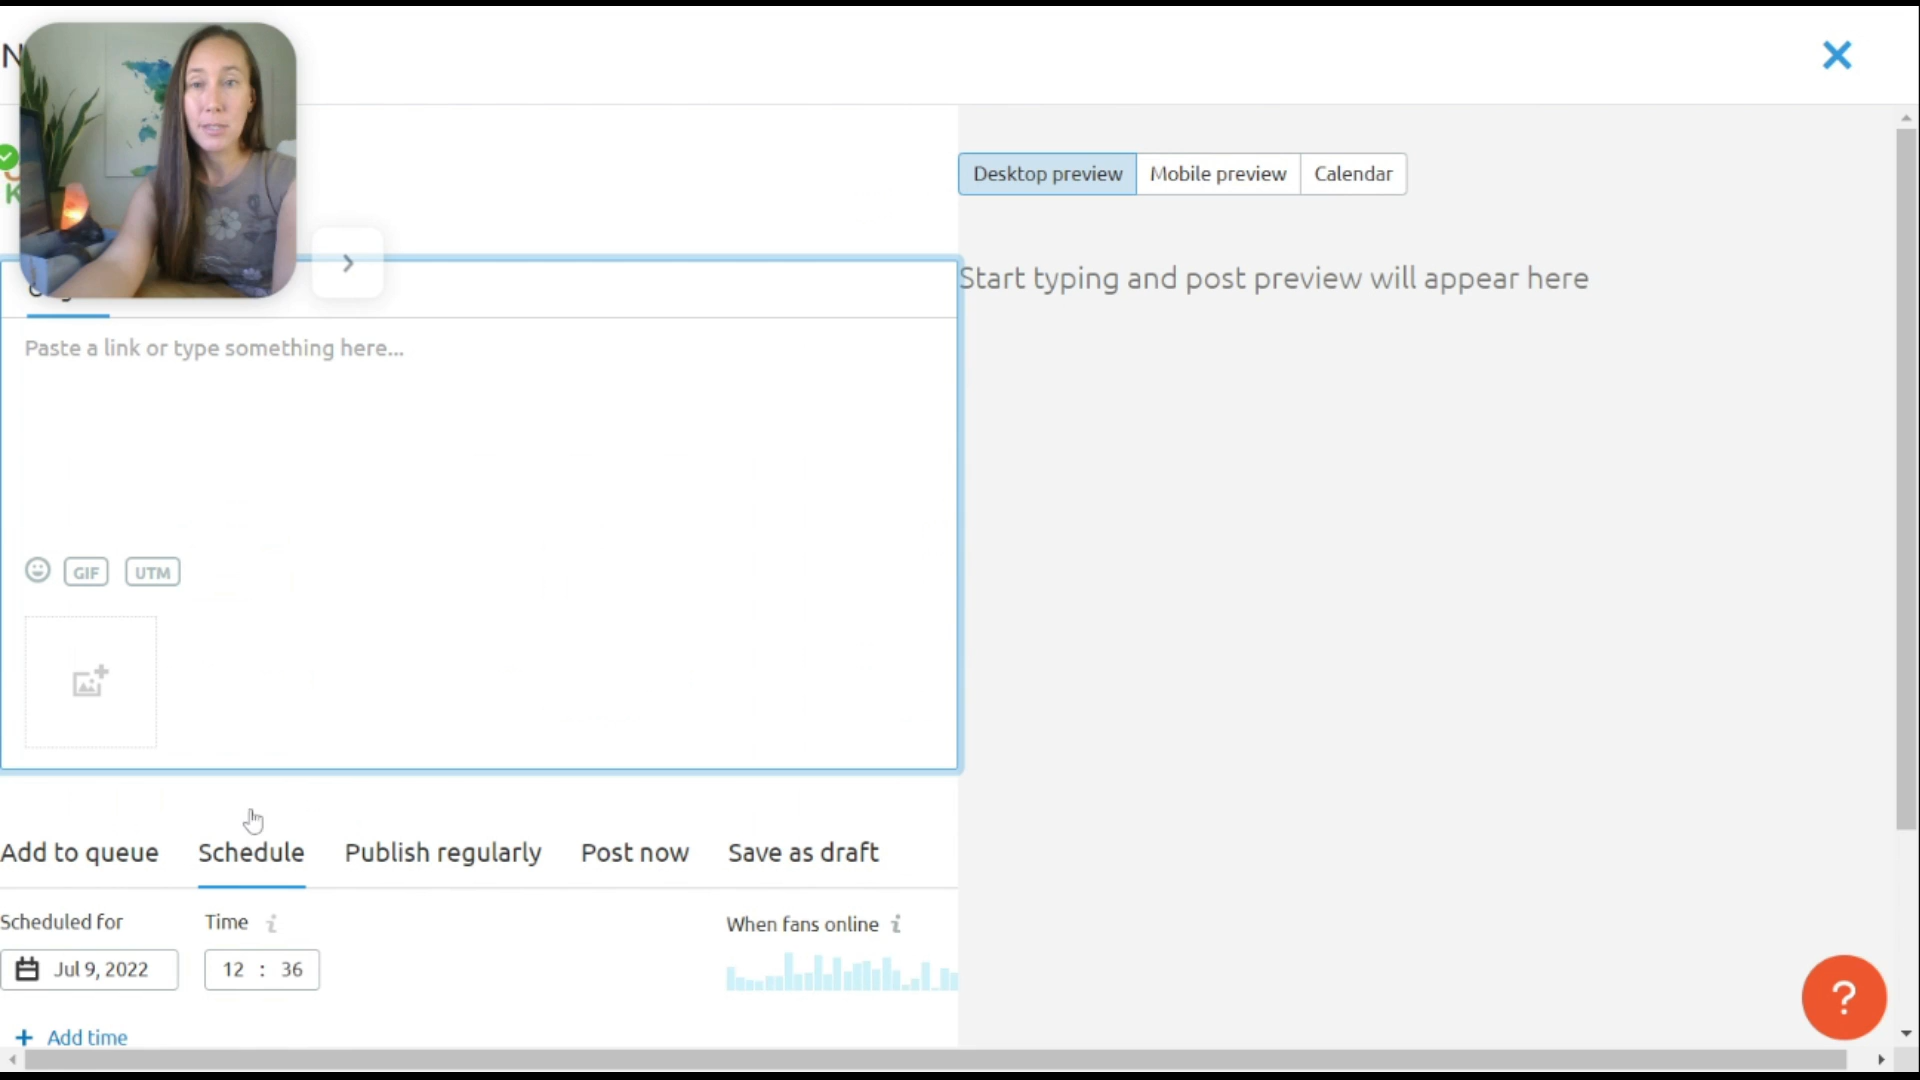 N
K
Desktop preview Mobile preview Calendar
Start typing and post preview will appear here
Paste a link or type something here...
GIF UTM
Add to queue Schedule Publish regularly Post now Save as draft
Scheduled for Time i When fans online i
Jul 9, 2022 12 : 36
+ Add time
?